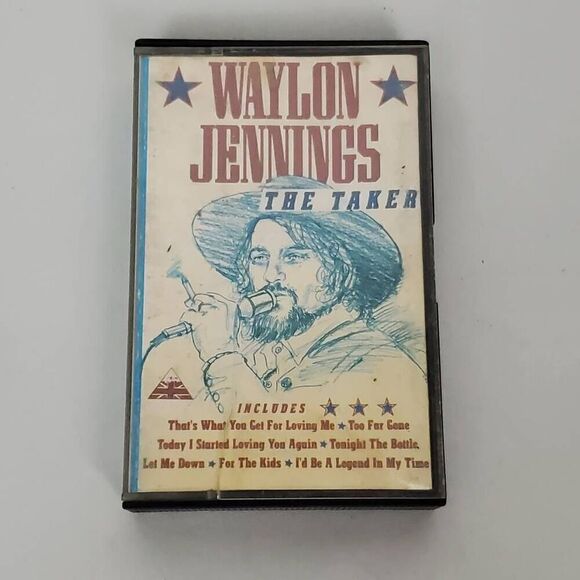 WAYLON
JENNINGS
THE TAKER
INCLUDES
That's What You Get For Loving Me ★ Too Far Gone
Today I Started Loving You Again ★ Tonight The Bottle,
Let Me Down ★ For The Kids ★ I'd Be A Legend In My Time